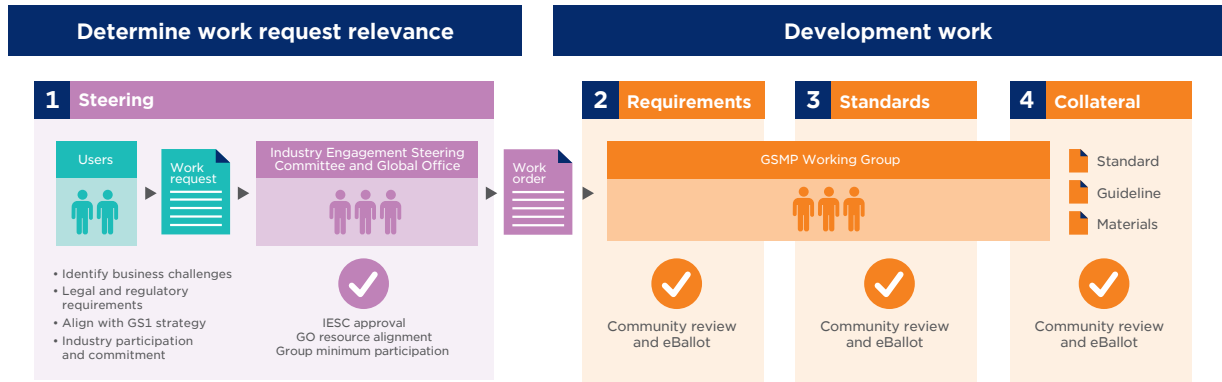 Determine work request relevance
Development work
1 Steering
Users
Work
request
Industry Engagement Steering
Committee and Global Office
Work
order
• Identify business challenges
• Legal and regulatory
requirements
• Align with GS1 strategy
• Industry participation
and commitment
IESC approval
GO resource alignment
Group minimum participation
2 Requirements
3 Standards
4 Collateral
GSMP Working Group
Standard
Guideline
Materials
Community review
and eBallot
Community review
and eBallot
Community review
and eBallot